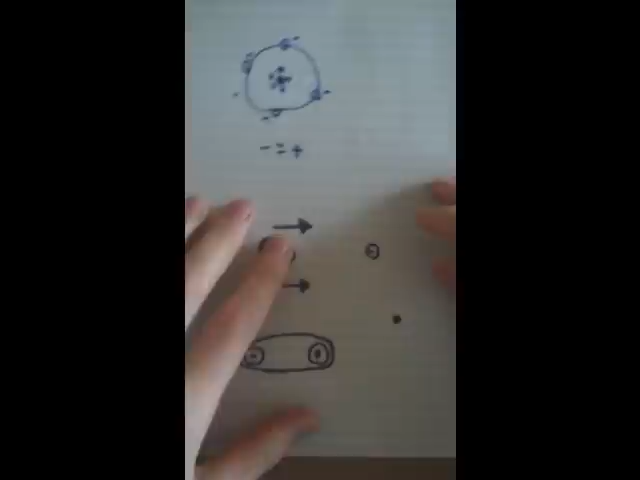 - = +